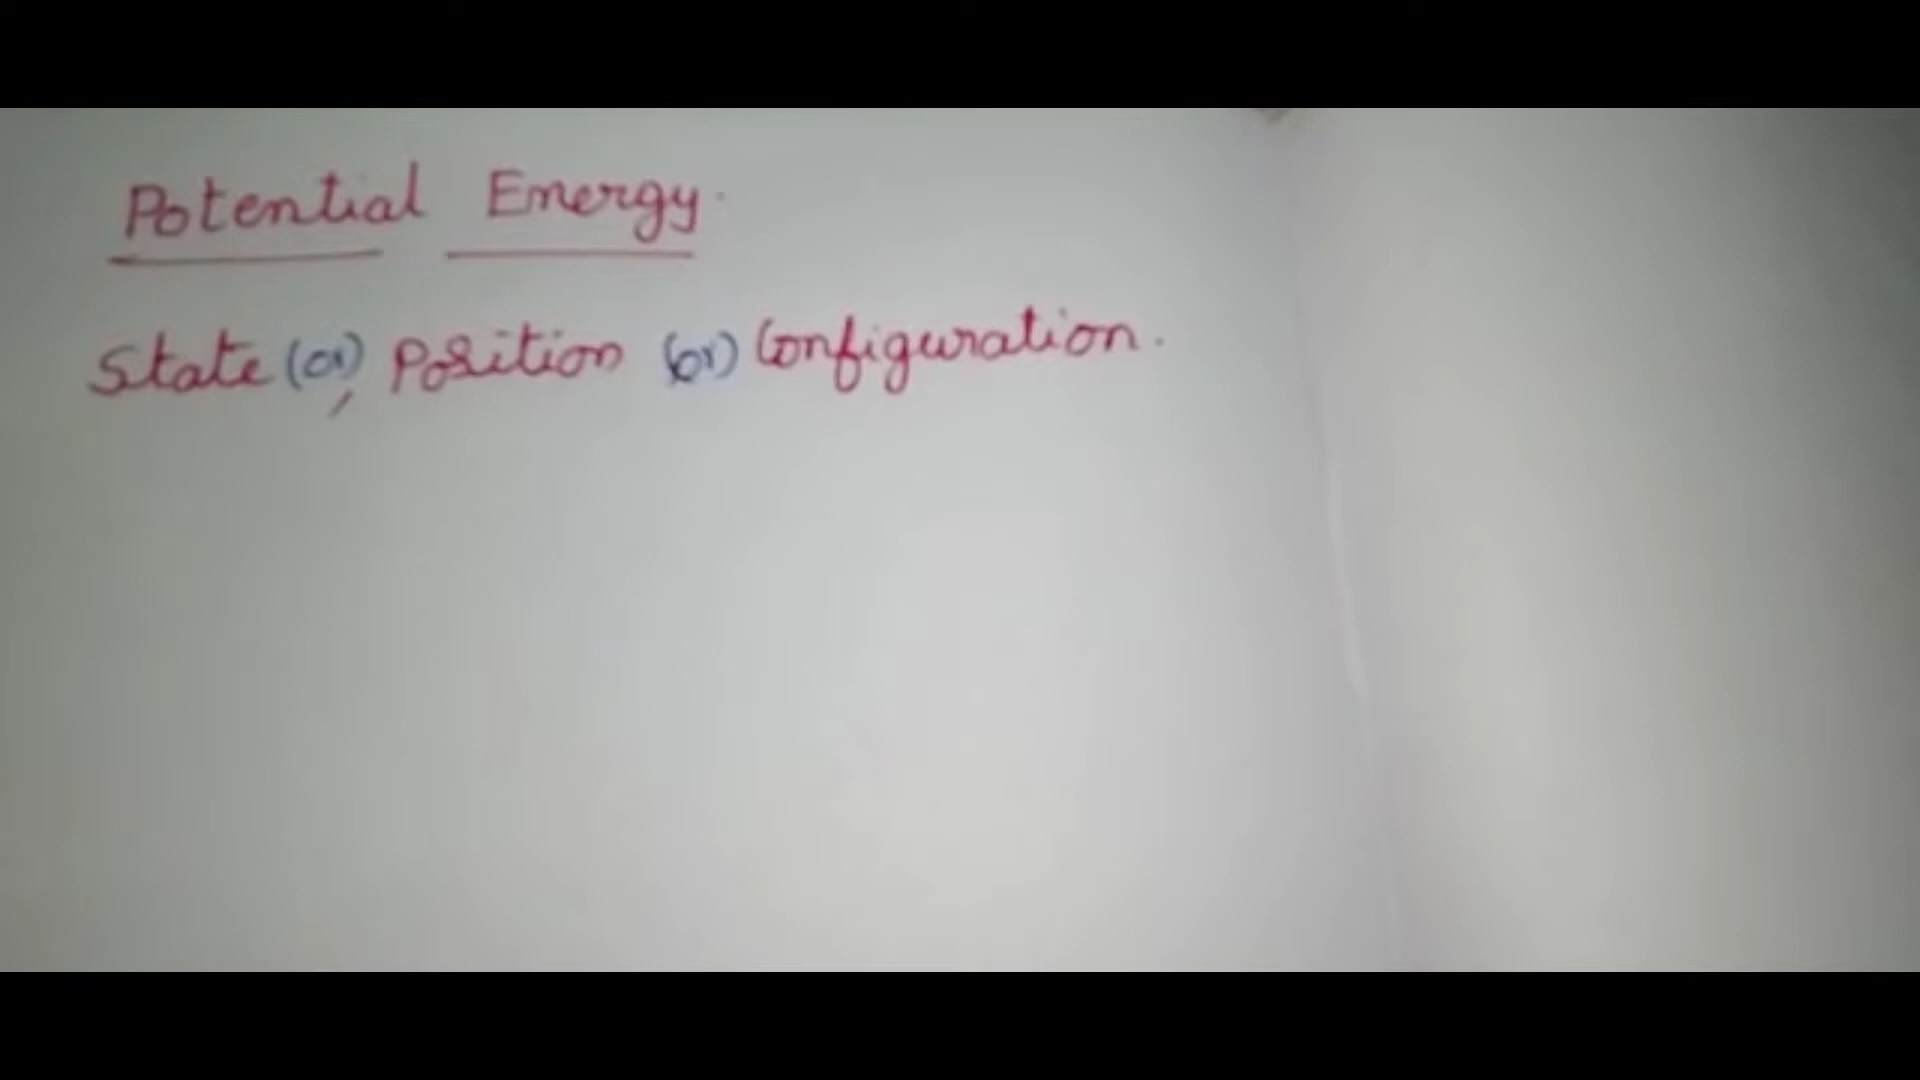 Potential Energy.
State (or), Position (or) Configuration.